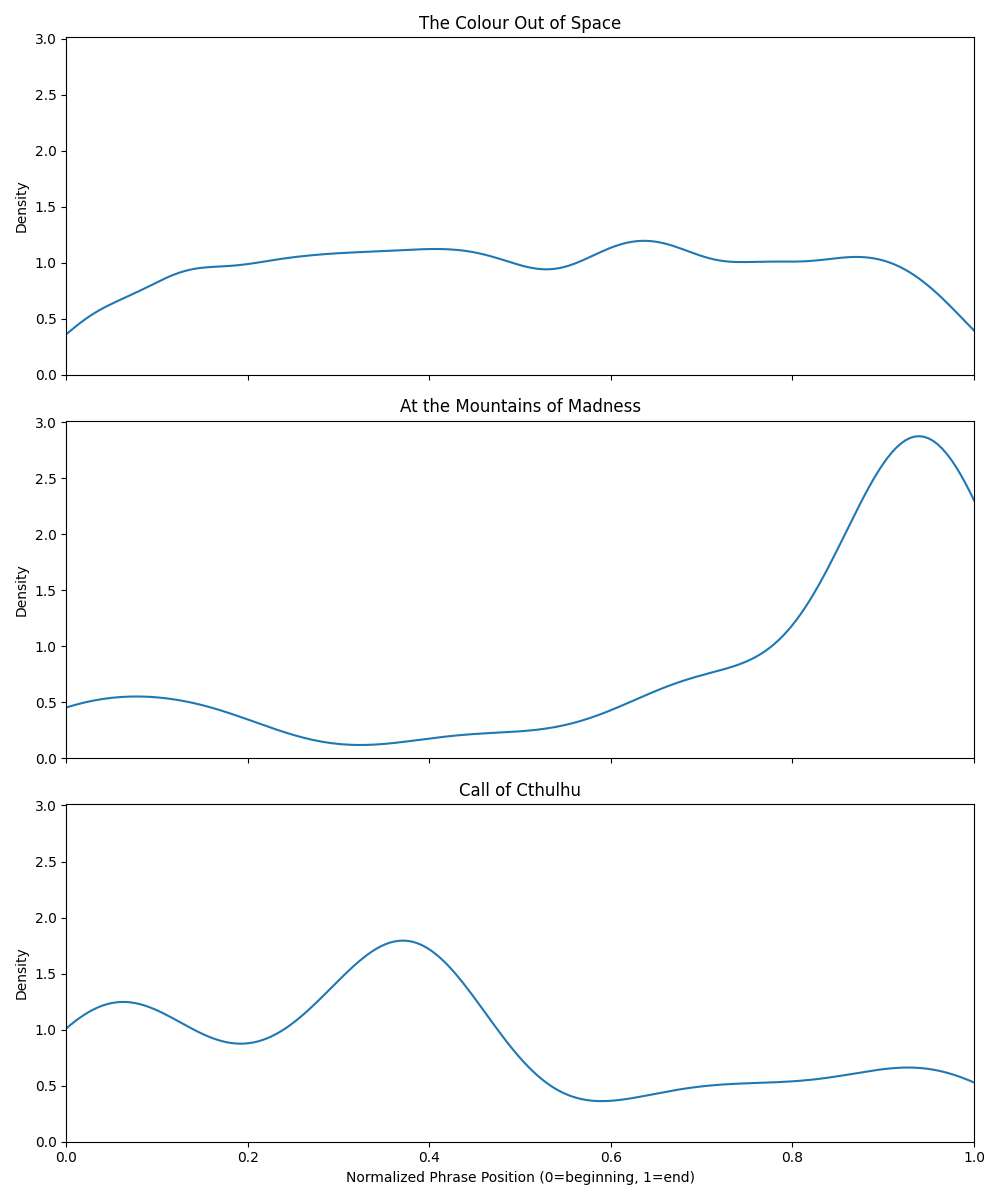 The Colour Out of Space
3.0
2.5
2.0
1.5
1.0
0.5
0.0
Density
At the Mountains of Madness
3.0
2.5
2.0
1.5
1.0
0.5
0.0
Density
Call of Cthulhu
3.0
2.5
2.0
1.5
1.0
0.5
0.0
Density
0.0 0.2 0.4 0.6 0.8 1.0
Normalized Phrase Position (0=beginning, 1=end)